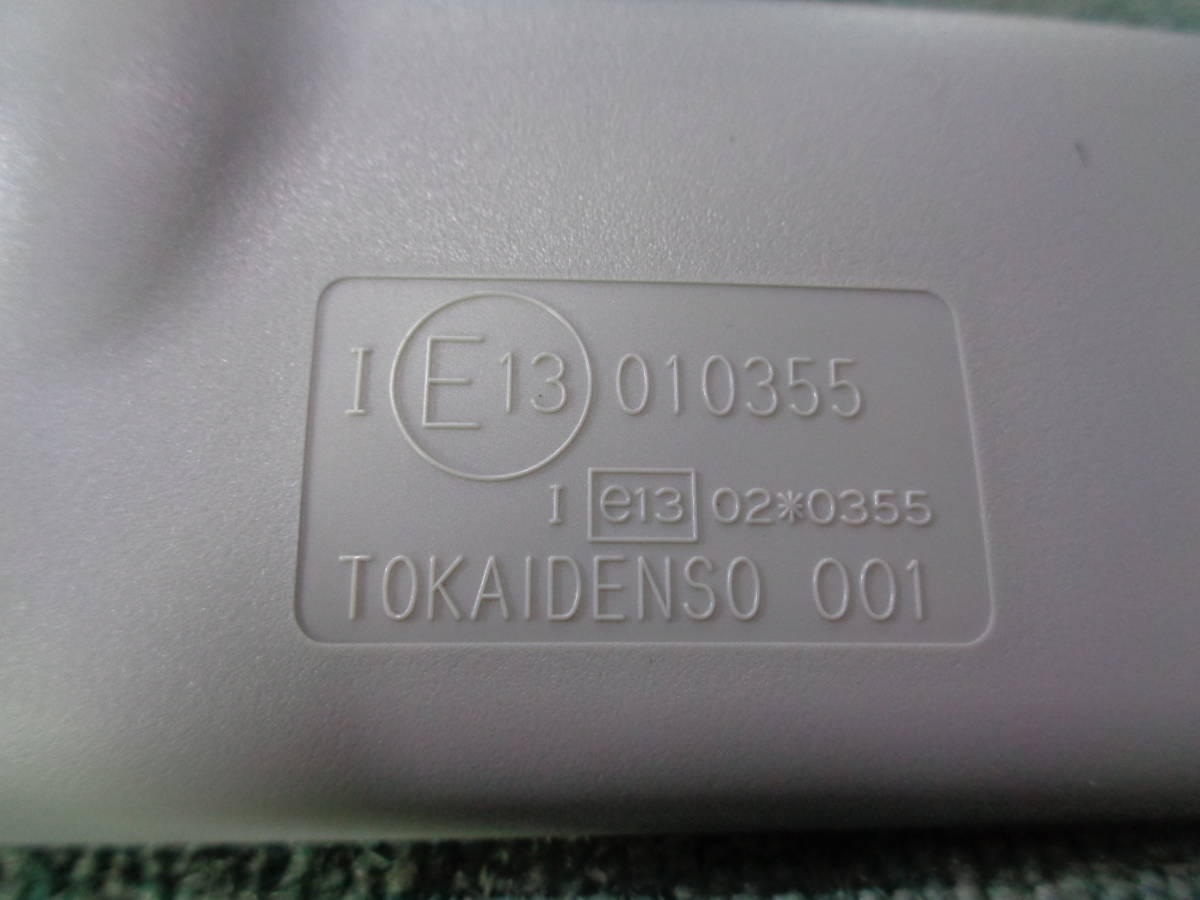 I E13 010355
I e13 02*0355
TOKAIDENSO 001